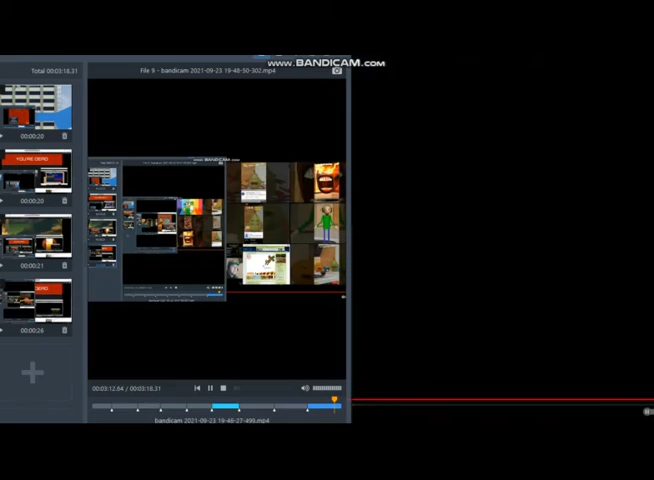 www.BANDICAM.com
Total 00:03:18.31
File 9 - bandicam 2021-09-23 19-48-50-302.mp4
00:00:20
YOU'RE DEAD
00:00:20
00:00:21
DEAD
00:00:26
00:03:12.64 / 00:03:18.31
bandicam 2021-09-23 19-46-27-499.mp4